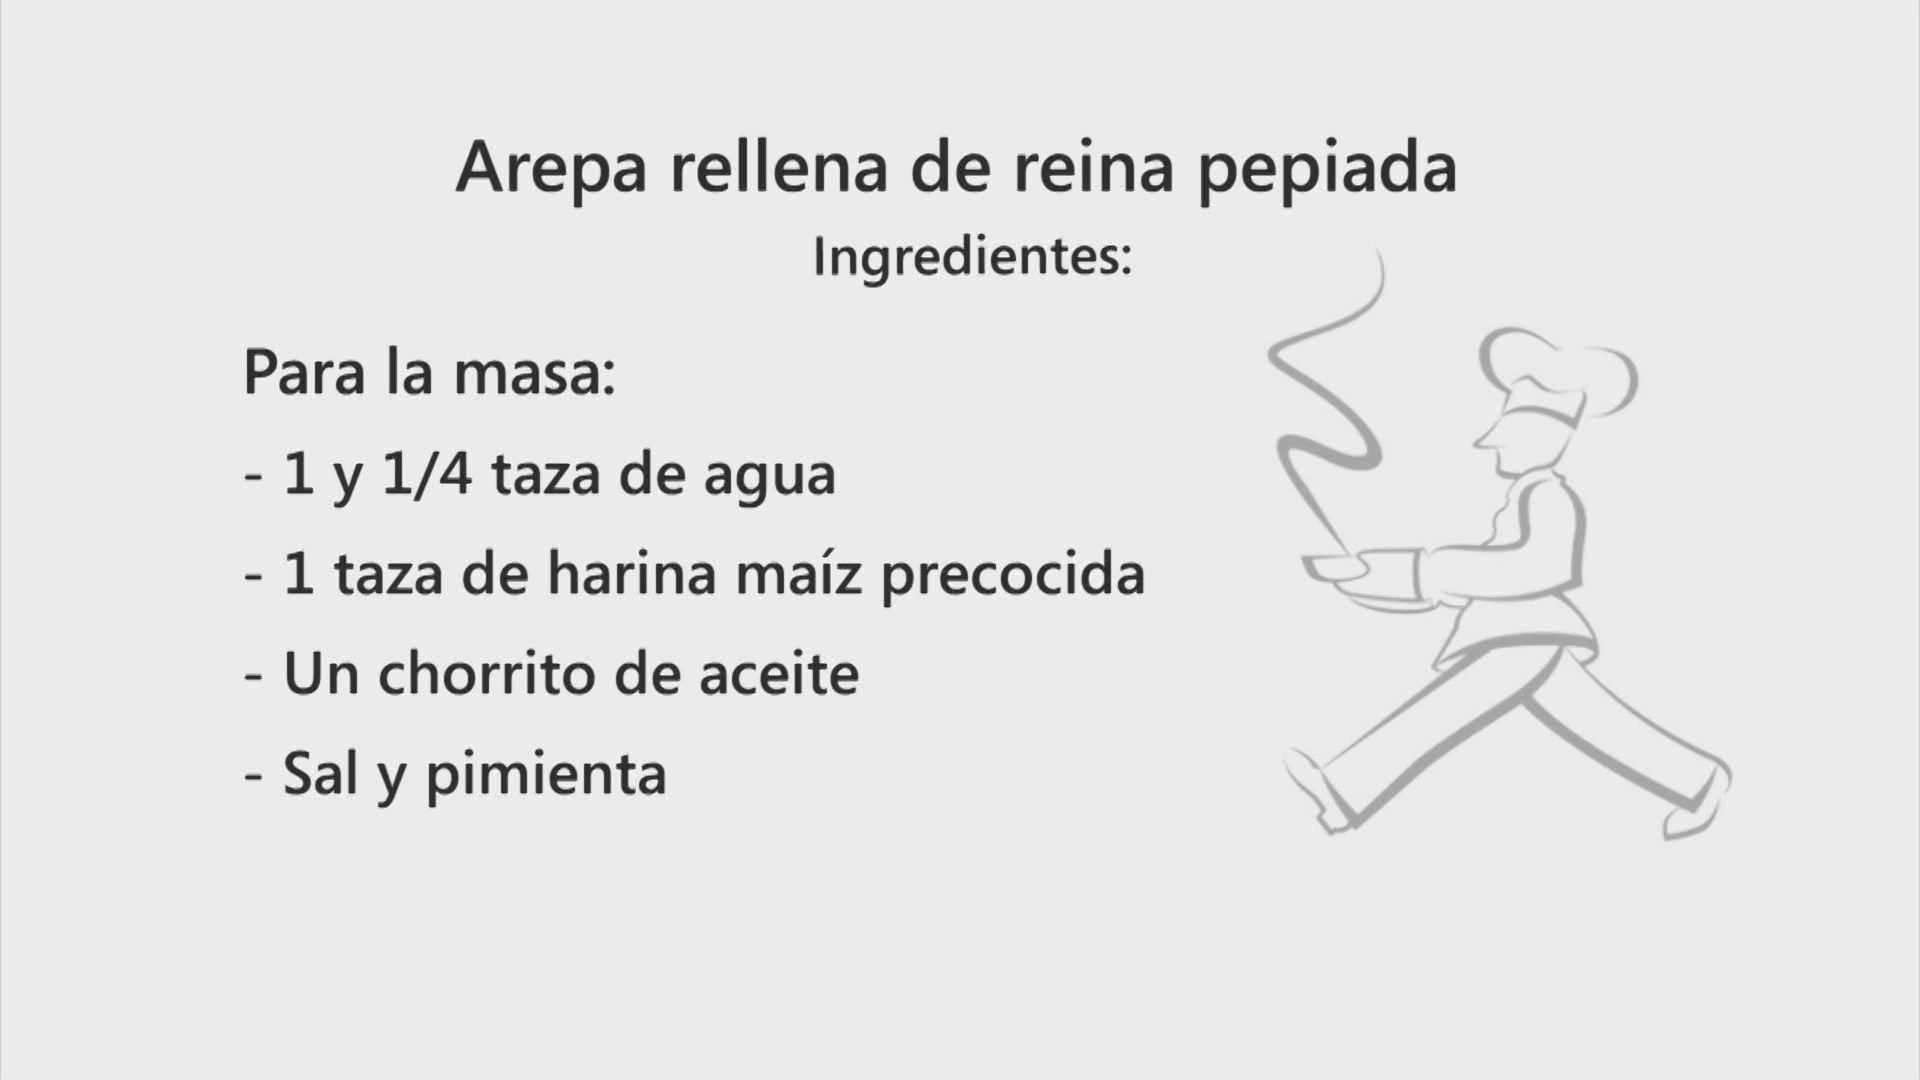 Arepa rellena de reina pepiada
Ingredientes:
Para la masa:
- 1 y 1/4 taza de agua
- 1 taza de harina maíz precocida
- Un chorrito de aceite
- Sal y pimienta